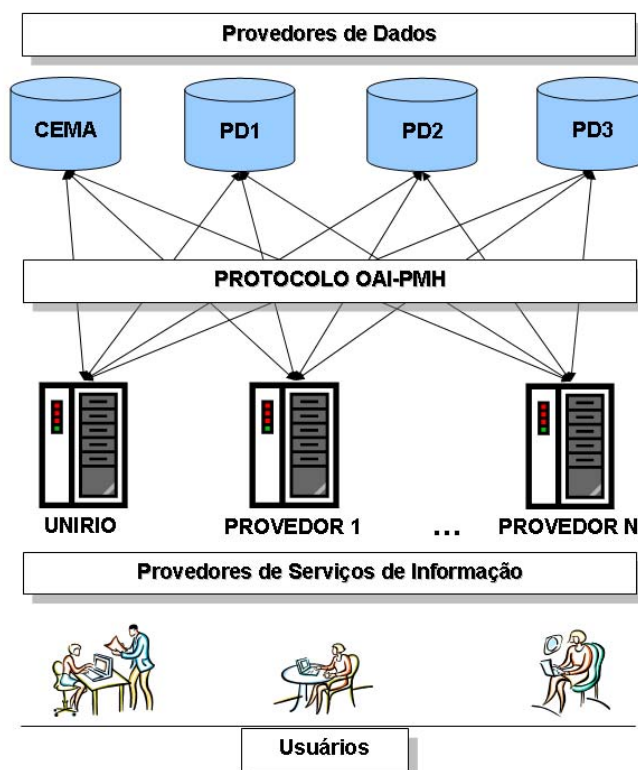 Provedores de Dados
CEMA PD1 PD2 PD3
PROTOCOLO OAI-PMH
UNIRIO PROVEDOR 1 ... PROVEDOR N
Provedores de Serviços de Informação
Usuários